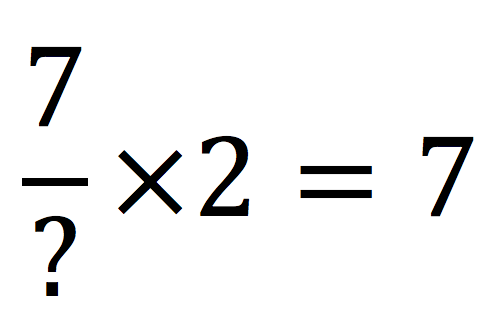 7
— × 2 = 7
?